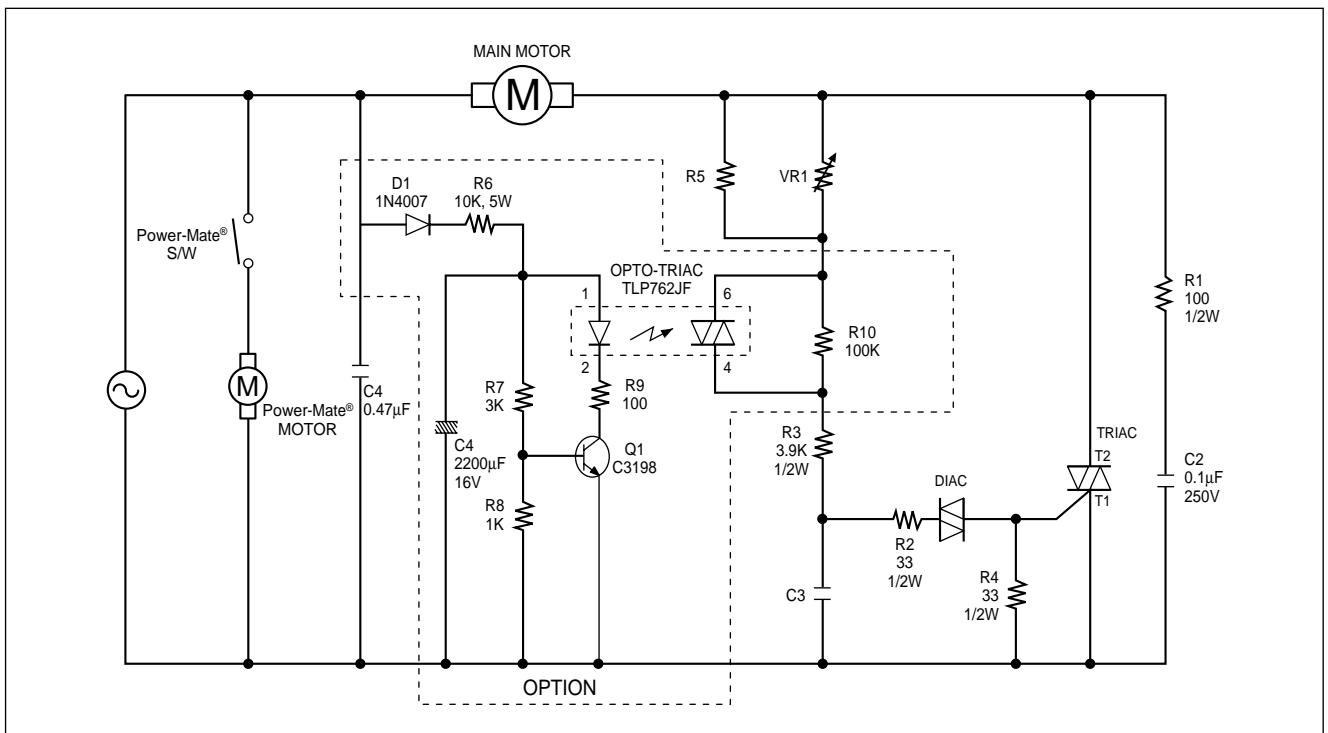 MAIN MOTOR
M
D1
1N4007
R6
10K, 5W
R5
VR1
Power-Mate®
S/W
OPTO-TRIAC
TLP762JF
1
6
2
4
R10
100K
R1
100
1/2W
M
Power-Mate®
MOTOR
C4
0.47µF
R7
3K
R9
100
C4
2200µF
16V
Q1
C3198
R3
3.9K
1/2W
TRIAC
T2
T1
C2
0.1µF
250V
DIAC
R8
1K
R2
33
1/2W
C3
R4
33
1/2W
OPTION